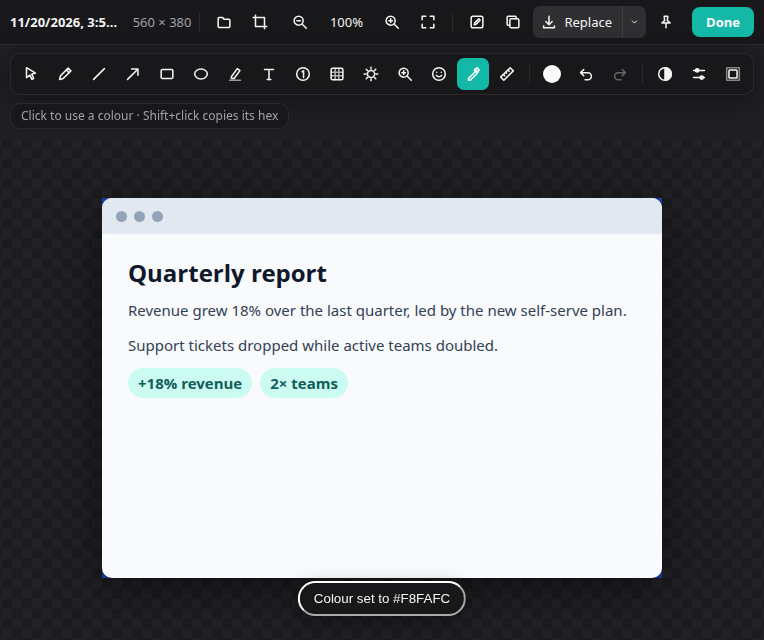 11/20/2026, 3:5… 560 × 380 100% Replace Done
Click to use a colour · Shift+click copies its hex
Quarterly report
Revenue grew 18% over the last quarter, led by the new self-serve plan.
Support tickets dropped while active teams doubled.
+18% revenue 2× teams
Colour set to #F8FAFC